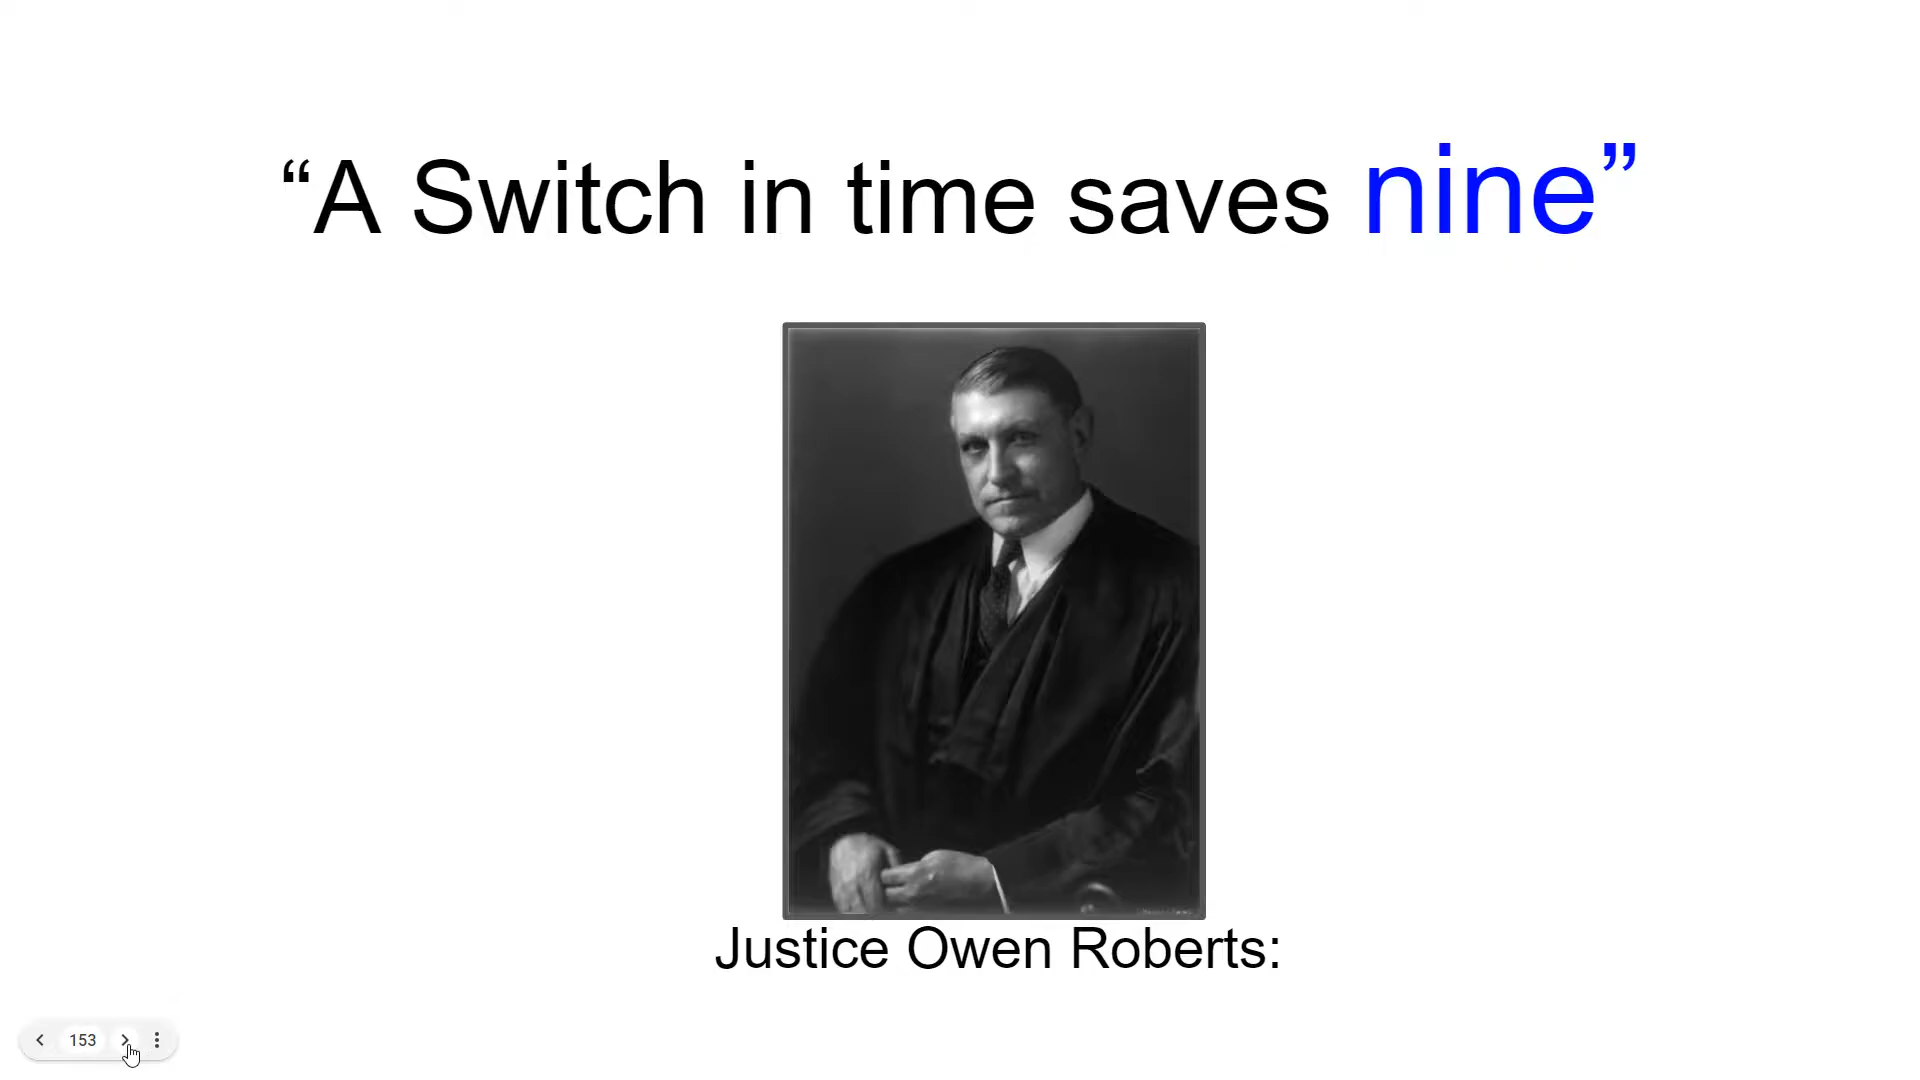 “A Switch in time saves nine”
Justice Owen Roberts:
153